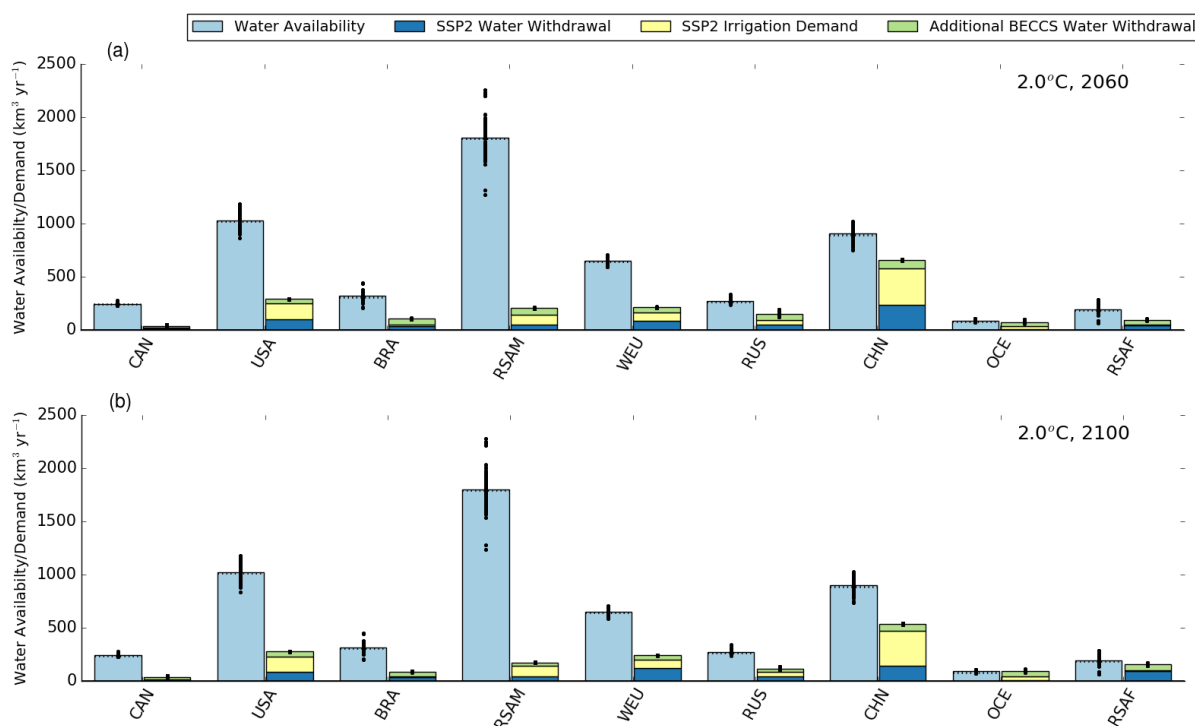 Water Availability SSP2 Water Withdrawal SSP2 Irrigation Demand Additional BECCS Water Withdrawal
(a)
2.0°C, 2060
Water Availabilty/Demand (km³ yr⁻¹)
2500
2000
1500
1000
500
0
CAN USA BRA RSAM WEU RUS CHN OCE RSAF
(b)
2.0°C, 2100
Water Availabilty/Demand (km³ yr⁻¹)
2500
2000
1500
1000
500
0
CAN USA BRA RSAM WEU RUS CHN OCE RSAF